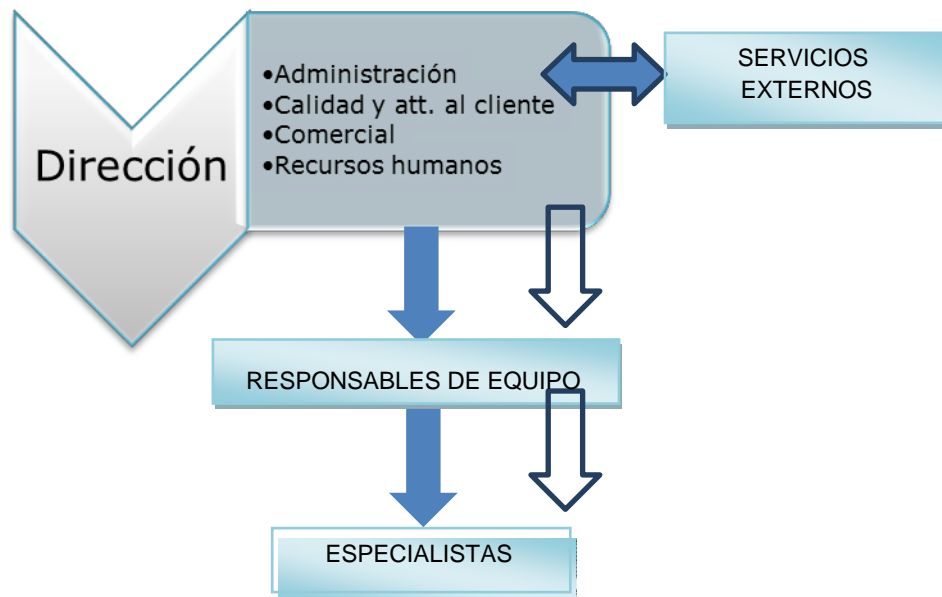 Dirección
•Administración
•Calidad y att. al cliente
•Comercial
•Recursos humanos
SERVICIOS
EXTERNOS
RESPONSABLES DE EQUIPO
ESPECIALISTAS